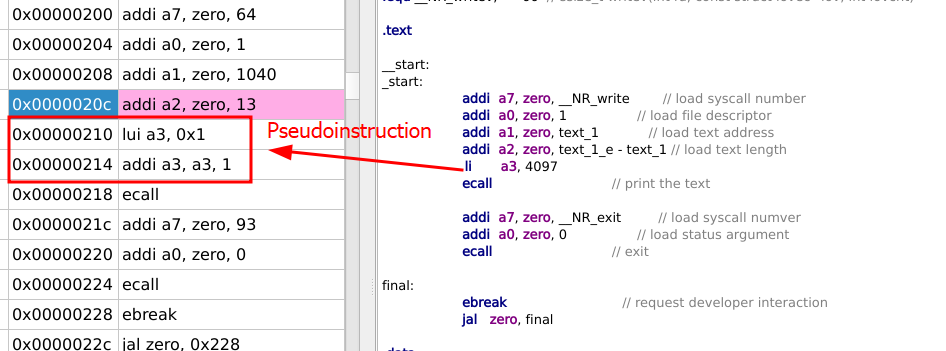 0x00000200 addi a7, zero, 64
0x00000204 addi a0, zero, 1
0x00000208 addi a1, zero, 1040
0x0000020c addi a2, zero, 13
0x00000210 lui a3, 0x1
0x00000214 addi a3, a3, 1
0x00000218 ecall
0x0000021c addi a7, zero, 93
0x00000220 addi a0, zero, 0
0x00000224 ecall
0x00000228 ebreak
0x0000022c jal zero, 0x228
Pseudoinstruction
.text
__start:
_start:
addi a7, zero, __NR_write // load syscall number
addi a0, zero, 1 // load file descriptor
addi a1, zero, text_1 // load text address
addi a2, zero, text_1_e - text_1 // load text length
li a3, 4097
ecall // print the text
addi a7, zero, __NR_exit // load syscall numver
addi a0, zero, 0 // load status argument
ecall // exit
final:
ebreak // request developer interaction
jal zero, final